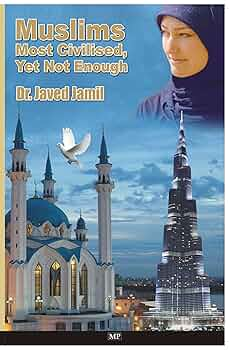 Muslims
Most Civilised,
Yet Not Enough
Dr. Javed Jamil
MP